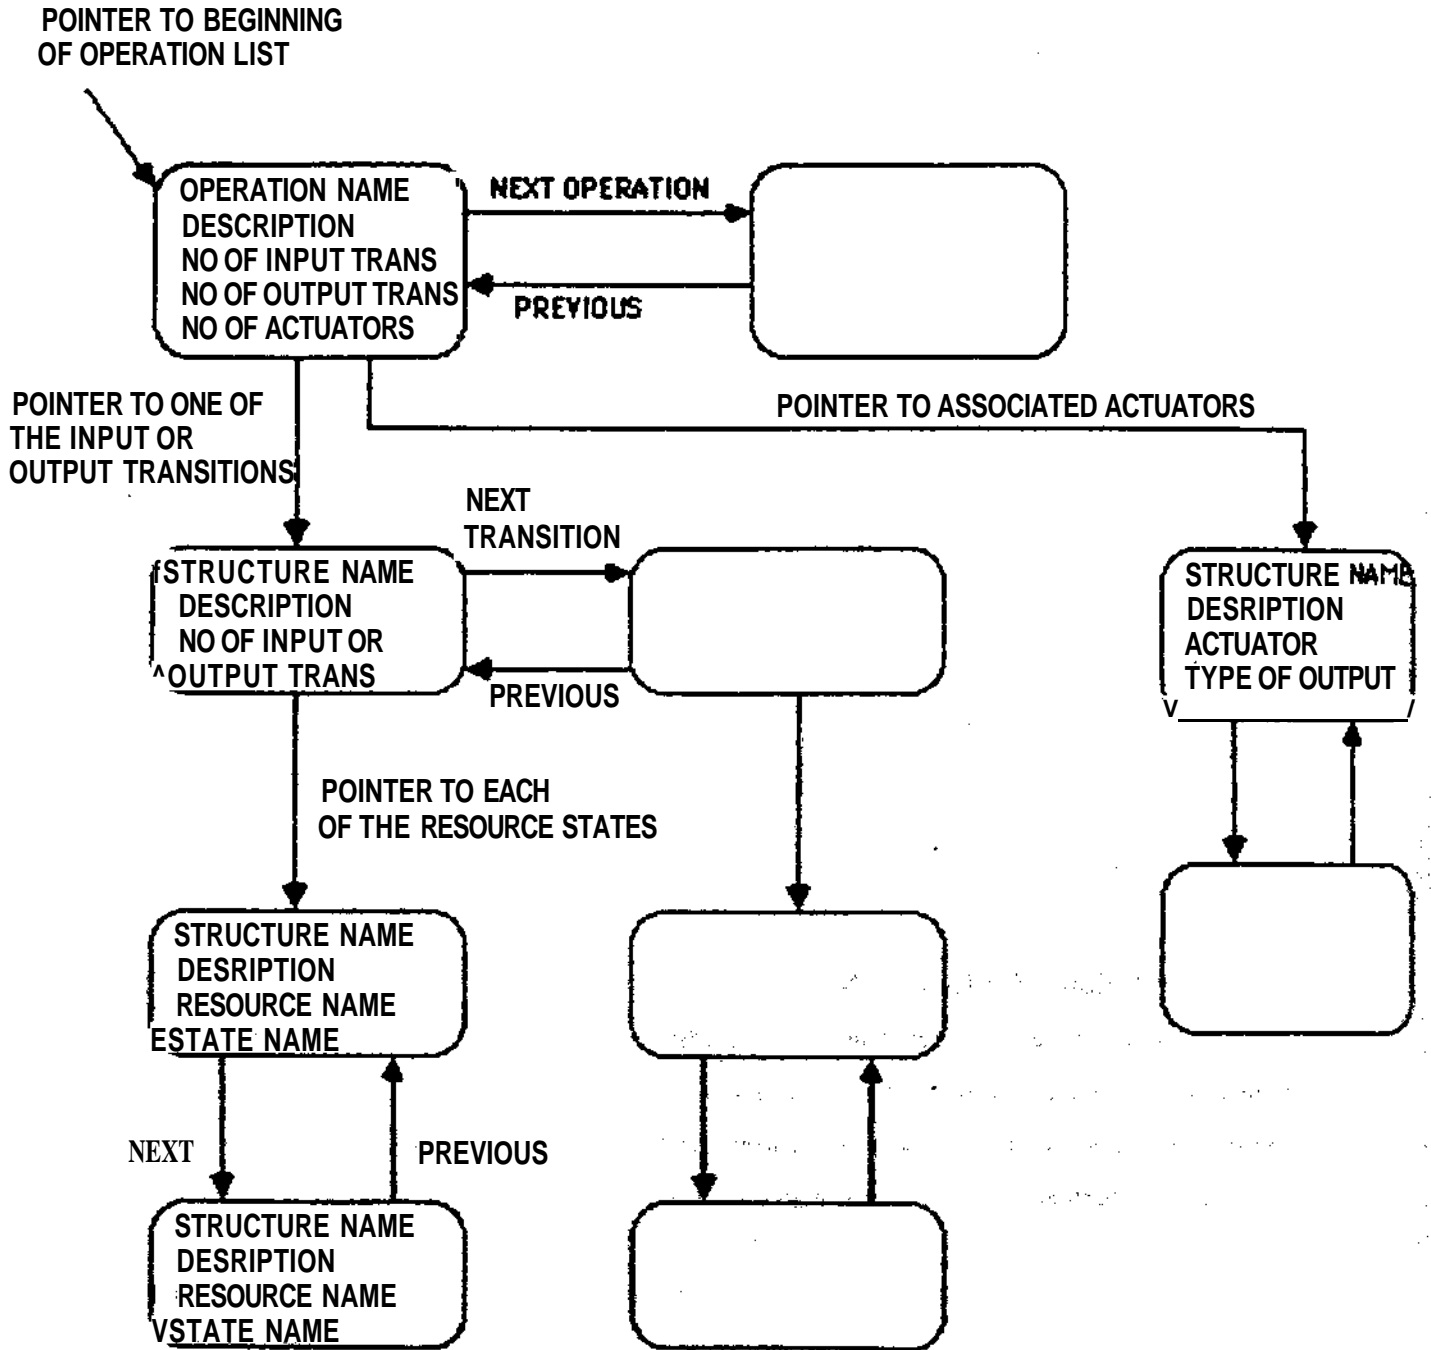 POINTER TO BEGINNING
OF OPERATION LIST
OPERATION NAME
DESCRIPTION
NO OF INPUT TRANS
NO OF OUTPUT TRANS
NO OF ACTUATORS
NEXT OPERATION
PREVIOUS
POINTER TO ONE OF
THE INPUT OR
OUTPUT TRANSITIONS
POINTER TO ASSOCIATED ACTUATORS
NEXT
TRANSITION
fSTRUCTURE NAME
DESCRIPTION
NO OF INPUT OR
^OUTPUT TRANS
PREVIOUS
STRUCTURE NAME
DESRIPTION
ACTUATOR
TYPE OF OUTPUT
V /
POINTER TO EACH
OF THE RESOURCE STATES
STRUCTURE NAME
DESRIPTION
RESOURCE NAME
ESTATE NAME
NEXT
PREVIOUS
STRUCTURE NAME
DESRIPTION
RESOURCE NAME
VSTATE NAME